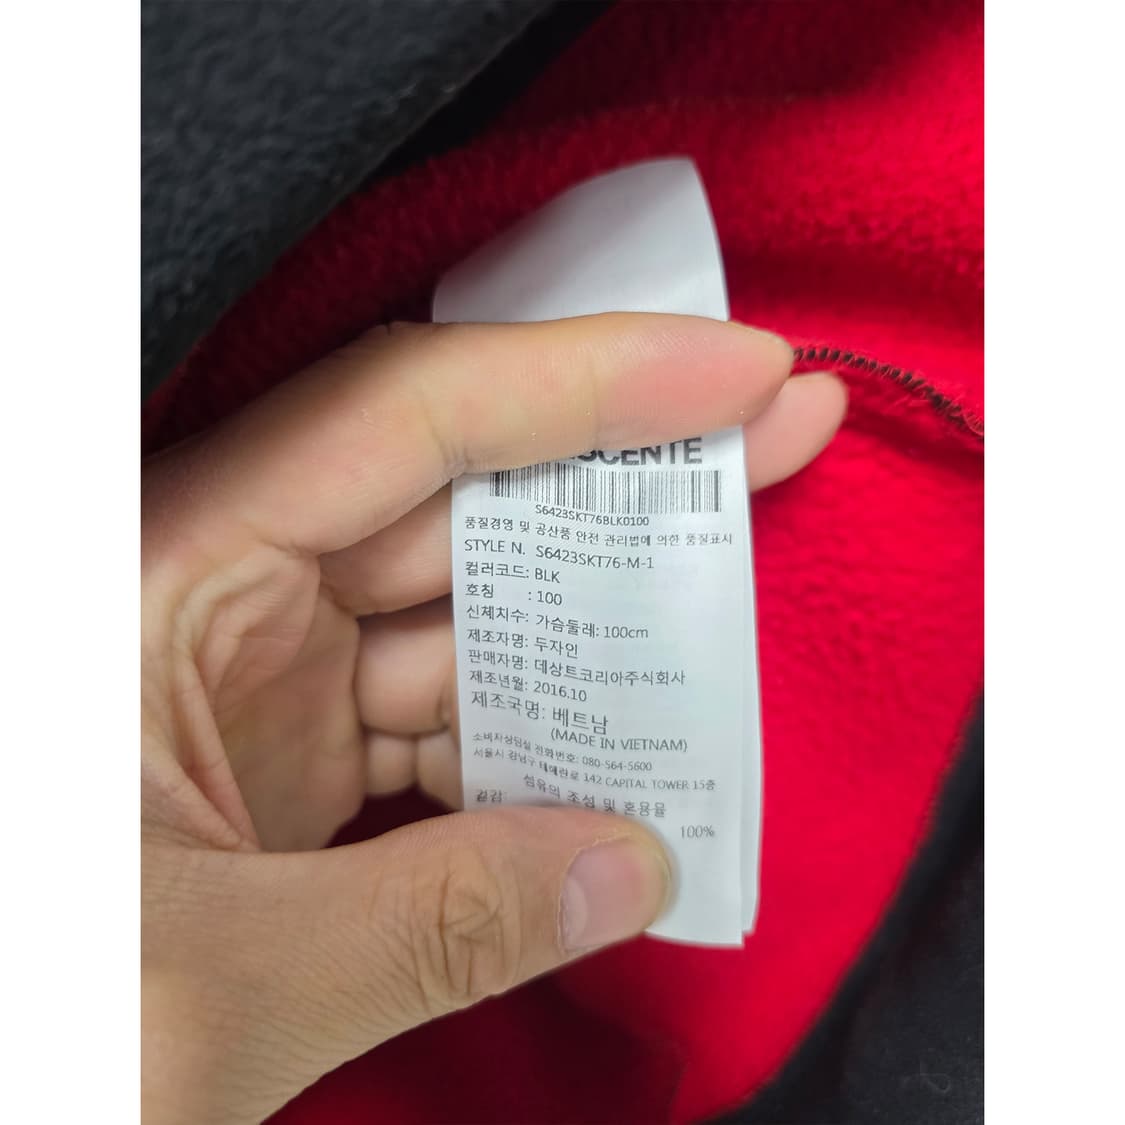 SCENTE
S6423SKT76BLK0100
품질경영 및 공산품 안전 관리법에 의한 품질표시
STYLE N. S6423SKT76-M-1
컬러코드: BLK
호칭 : 100
신체치수: 가슴둘레: 100cm
제조자명: 두자인
판매자명: 데상트코리아주식회사
제조년월: 2016.10
제조국명: 베트남
(MADE IN VIETNAM)
소비자상담실 전화번호: 080-564-5600
서울시 강남구 테헤란로 142 CAPITAL TOWER 15층
섬유의 조성 및 혼용율
겉감:
100%